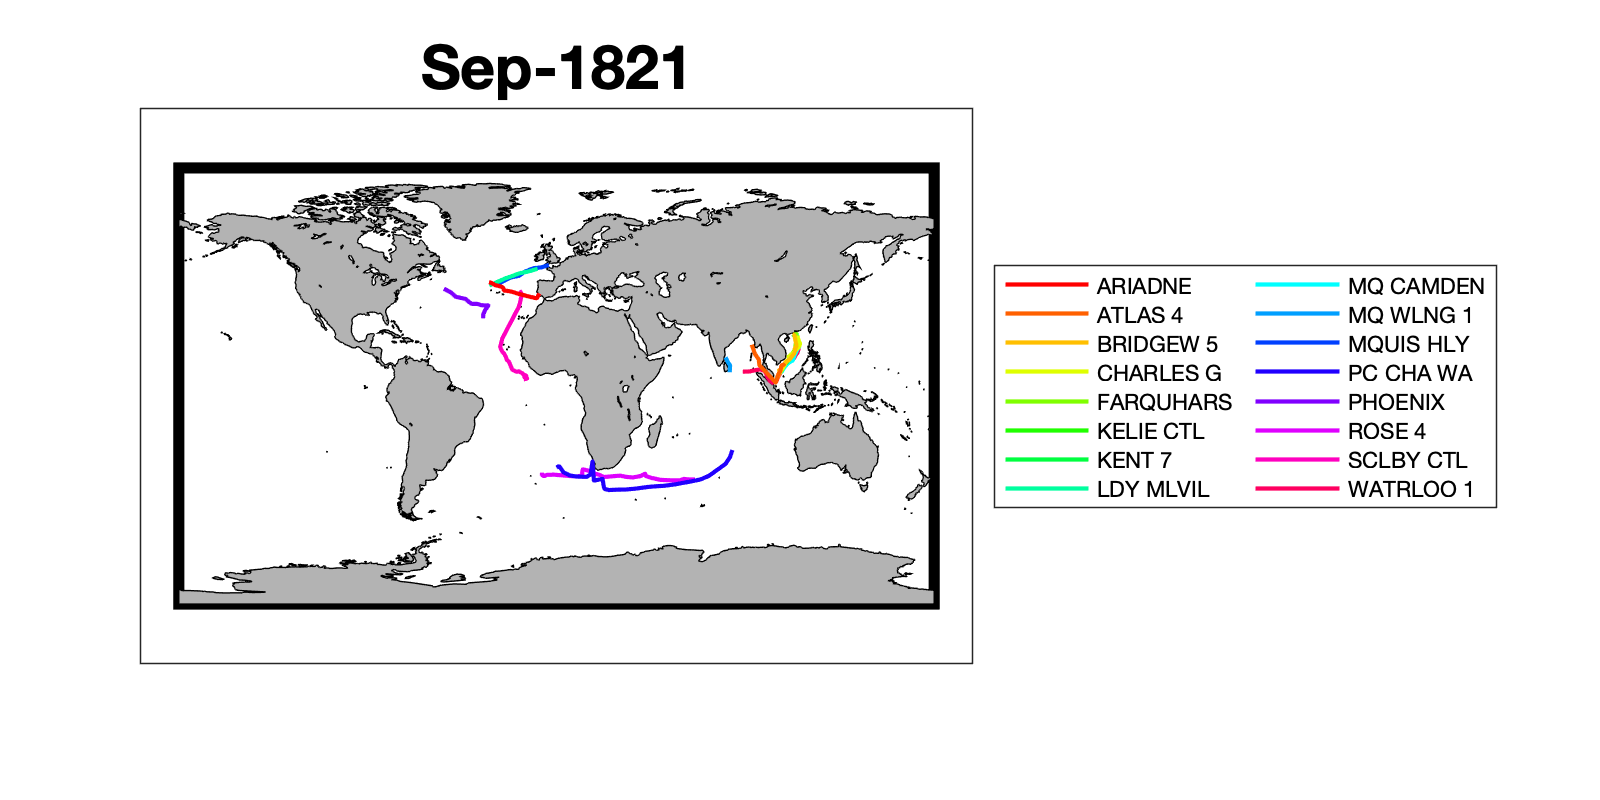 Sep-1821
ARIADNE
ATLAS 4
BRIDGEW 5
CHARLES G
FARQUHARS
KELIE CTL
KENT 7
LDY MLVIL
MQ CAMDEN
MQ WLNG 1
MQUIS HLY
PC CHA WA
PHOENIX
ROSE 4
SCLBY CTL
WATRLOO 1